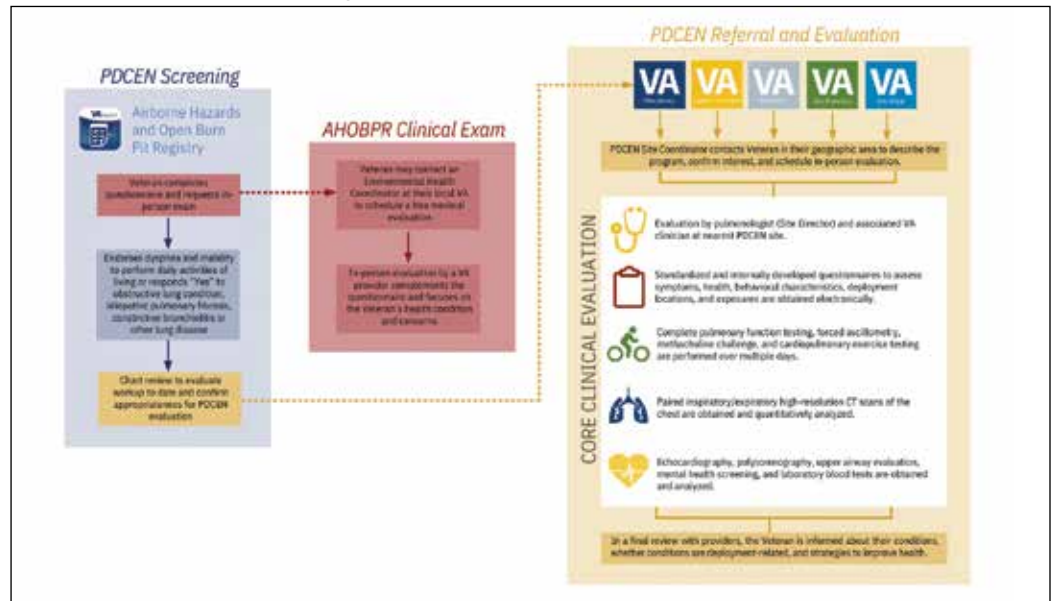 PDCEN Screening
Airborne Hazards
and Open Burn
Pit Registry
Veteran completes
questionnaire and requests in-
person exam
Endorses dyspnea and inability
to perform daily activities of
living or responds "Yes" to
obstructive lung condition,
idiopathic pulmonary fibrosis,
constrictive bronchiolitis or
other lung disease
Chart review to evaluate
workup to date and confirm
appropriateness for PDCEN
evaluation
AHOBPR Clinical Exam
Veteran may contact an
Environmental Health
Coordinator at their local VA
to schedule a free medical
evaluation.
In-person evaluation by a VA
provider complements the
questionnaire and focuses on
the Veteran's health condition
and concerns
PDCEN Referral and Evaluation
VA VA VA VA VA
PDCEN Site Coordinator contacts Veteran in their geographic area to describe the
program, confirm interest, and schedule in-person evaluation.
CORE CLINICAL EVALUATION
Evaluation by pulmonologist (Site Director) and associated VA
clinician at nearest PDCEN site.
Standardized and internally developed questionnaires to assess
symptoms, health, behavioral characteristics, deployment
locations, and exposures are obtained electronically.
Complete pulmonary function testing, forced oscillometry,
methacholine challenge, and cardiopulmonary exercise testing
are performed over multiple days.
Paired inspiratory/expiratory high-resolution CT scans of the
chest are obtained and quantitatively analyzed.
Echocardiography, polysomnography, upper airway evaluation,
mental health screening, and laboratory blood tests are obtained
and analyzed.
In a final review with providers, the Veteran is informed about their conditions,
whether conditions are deployment-related, and strategies to improve health.